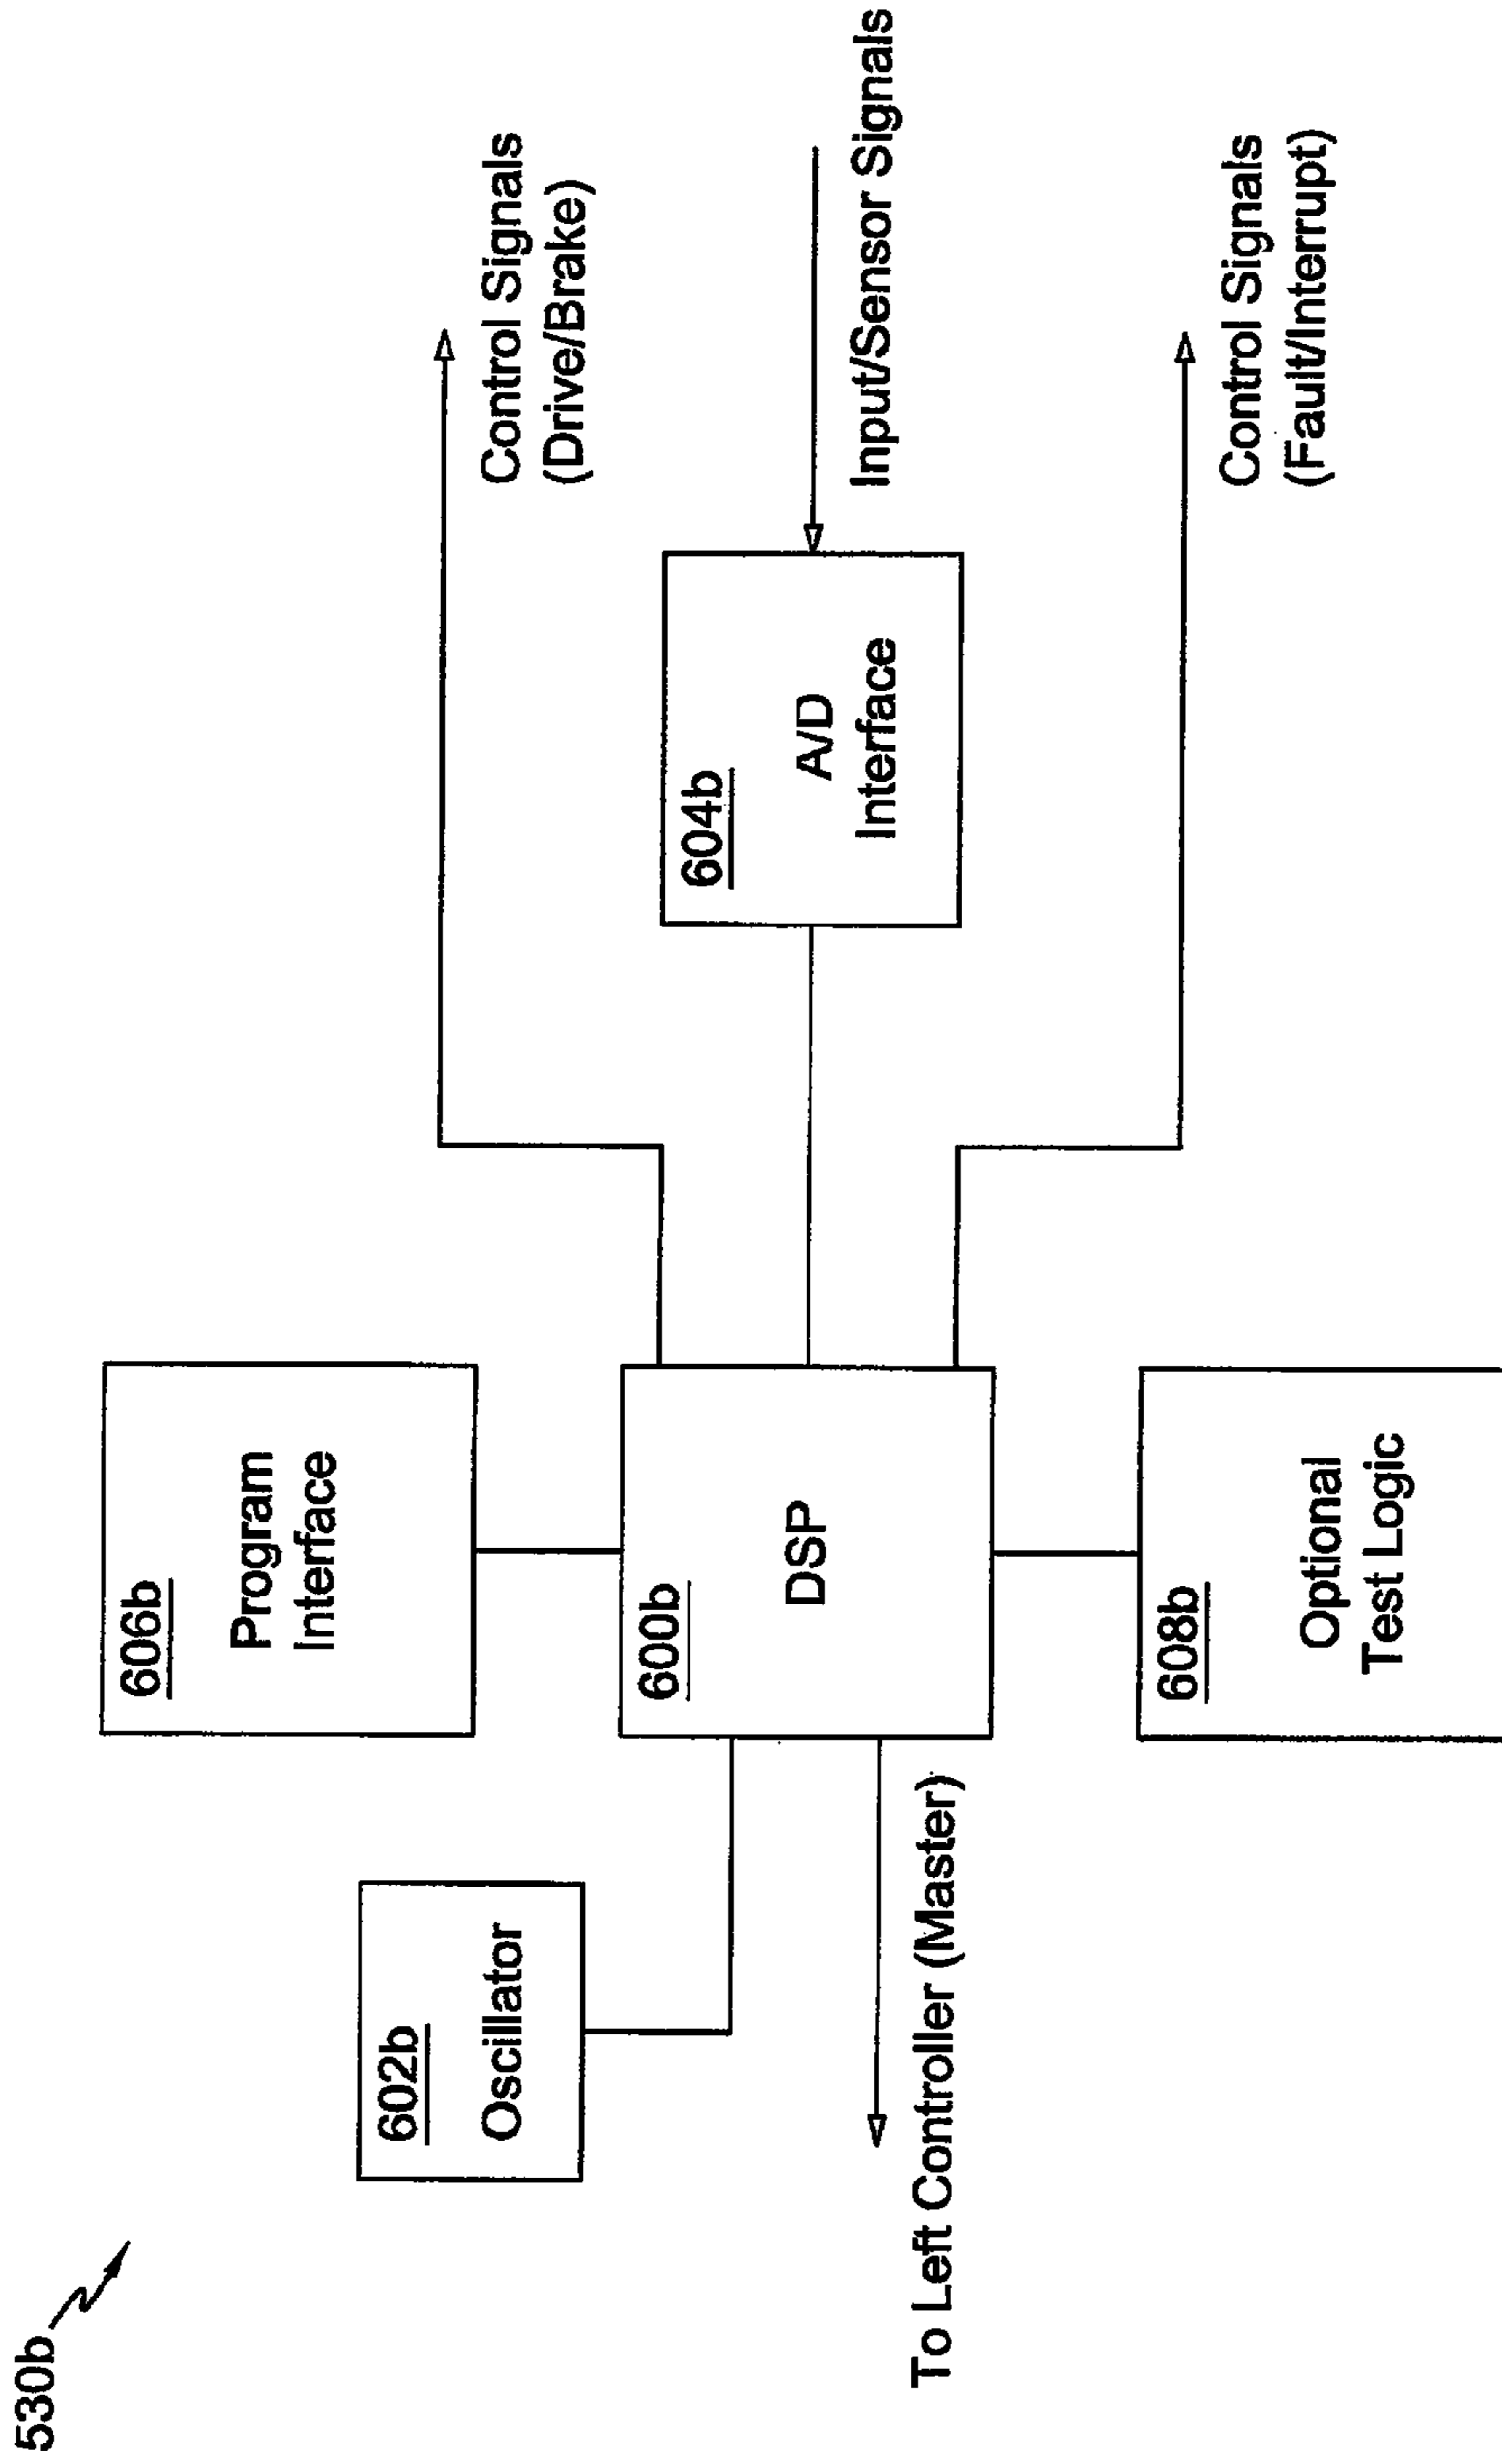 530b
606b
Program
Interface
602b
Oscillator
Control Signals
(Drive/Brake)
600b
DSP
604b
A/D
Interface
Input/Sensor Signals
To Left Controller (Master)
608b
Optional
Test Logic
Control Signals
(Fault/Interrupt)